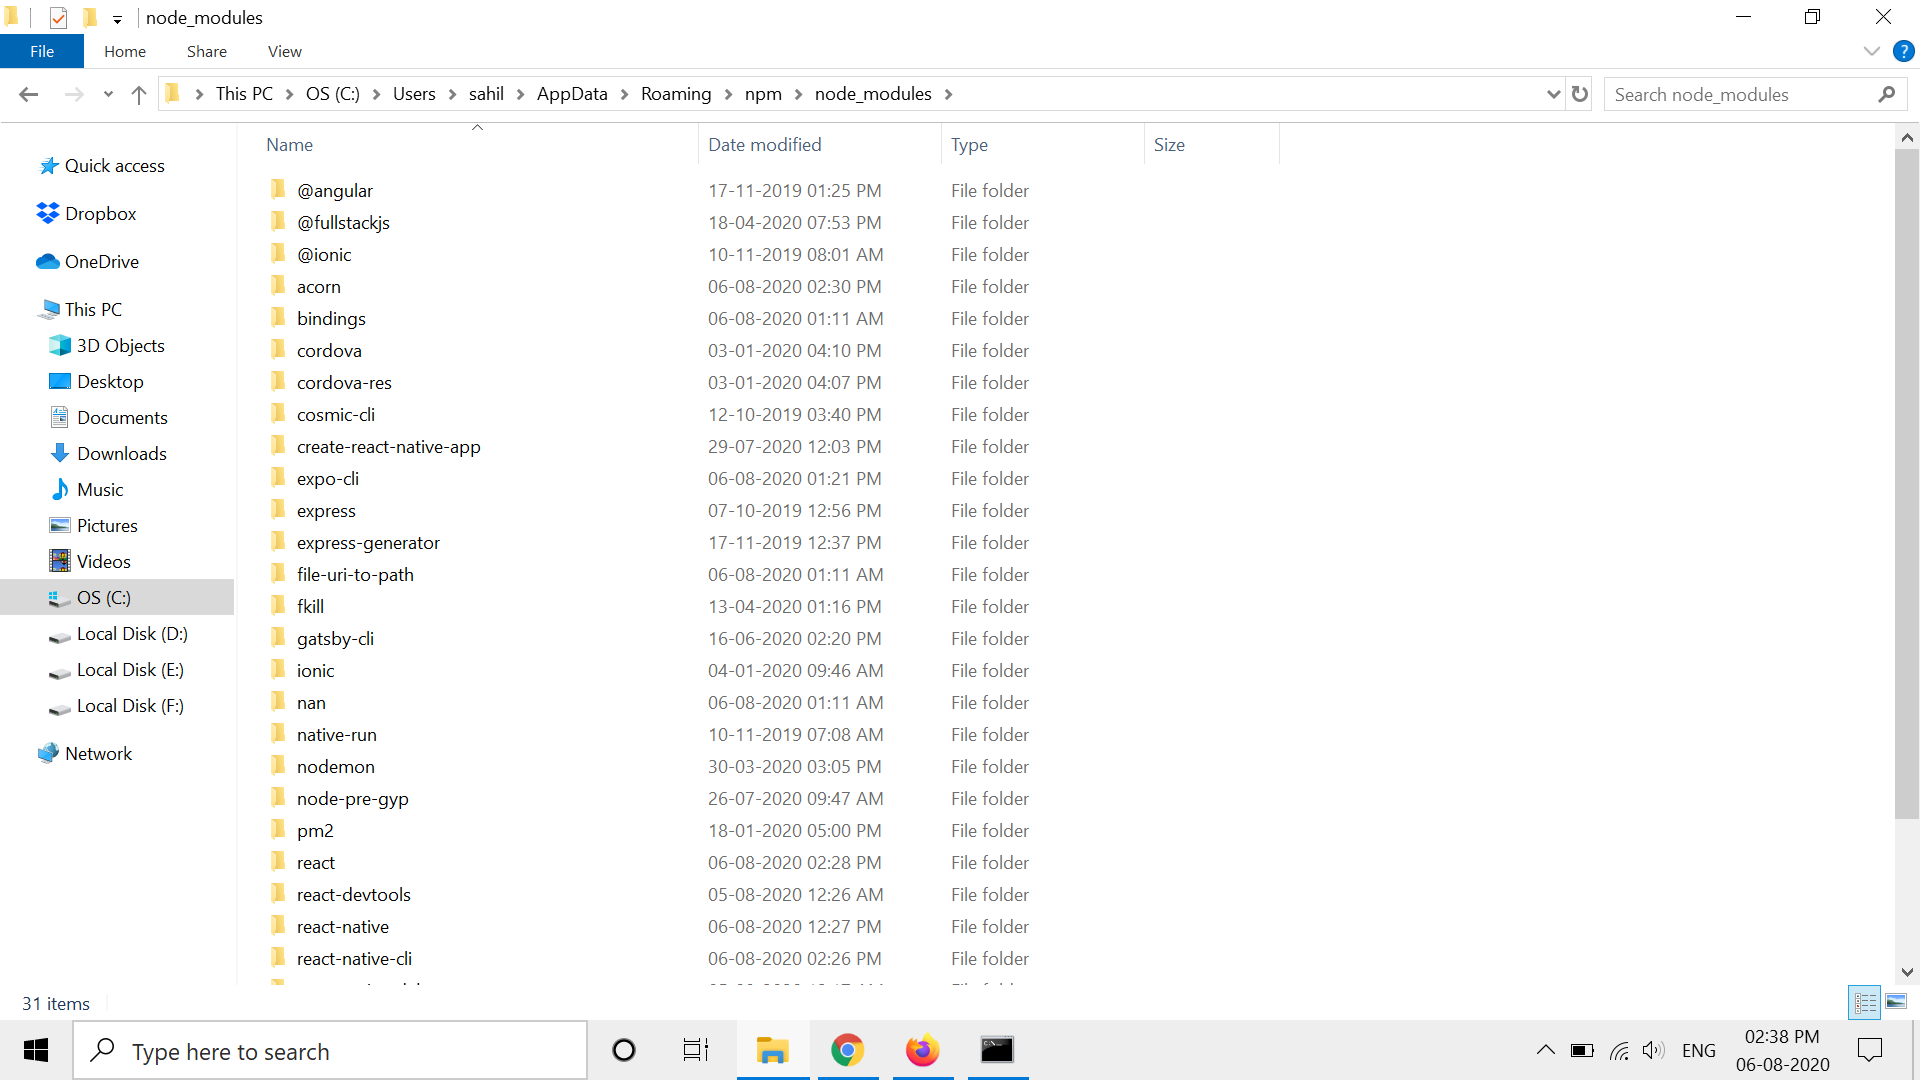 node_modules
File Home Share View
This PC OS (C:) Users sahil AppData Roaming npm node_modules
Search node_modules
Name Date modified Type Size
Quick access
Dropbox
OneDrive
This PC
3D Objects
Desktop
Documents
Downloads
Music
Pictures
Videos
OS (C:)
Local Disk (D:)
Local Disk (E:)
Local Disk (F:)
Network
@angular 17-11-2019 01:25 PM File folder
@fullstackjs 18-04-2020 07:53 PM File folder
@ionic 10-11-2019 08:01 AM File folder
acorn 06-08-2020 02:30 PM File folder
bindings 06-08-2020 01:11 AM File folder
cordova 03-01-2020 04:10 PM File folder
cordova-res 03-01-2020 04:07 PM File folder
cosmic-cli 12-10-2019 03:40 PM File folder
create-react-native-app 29-07-2020 12:03 PM File folder
expo-cli 06-08-2020 01:21 PM File folder
express 07-10-2019 12:56 PM File folder
express-generator 17-11-2019 12:37 PM File folder
file-uri-to-path 06-08-2020 01:11 AM File folder
fkill 13-04-2020 01:16 PM File folder
gatsby-cli 16-06-2020 02:20 PM File folder
ionic 04-01-2020 09:46 AM File folder
nan 06-08-2020 01:11 AM File folder
native-run 10-11-2019 07:08 AM File folder
nodemon 30-03-2020 03:05 PM File folder
node-pre-gyp 26-07-2020 09:47 AM File folder
pm2 18-01-2020 05:00 PM File folder
react 06-08-2020 02:28 PM File folder
react-devtools 05-08-2020 12:26 AM File folder
react-native 06-08-2020 12:27 PM File folder
react-native-cli 06-08-2020 02:26 PM File folder
31 items
Type here to search
ENG
02:38 PM
06-08-2020